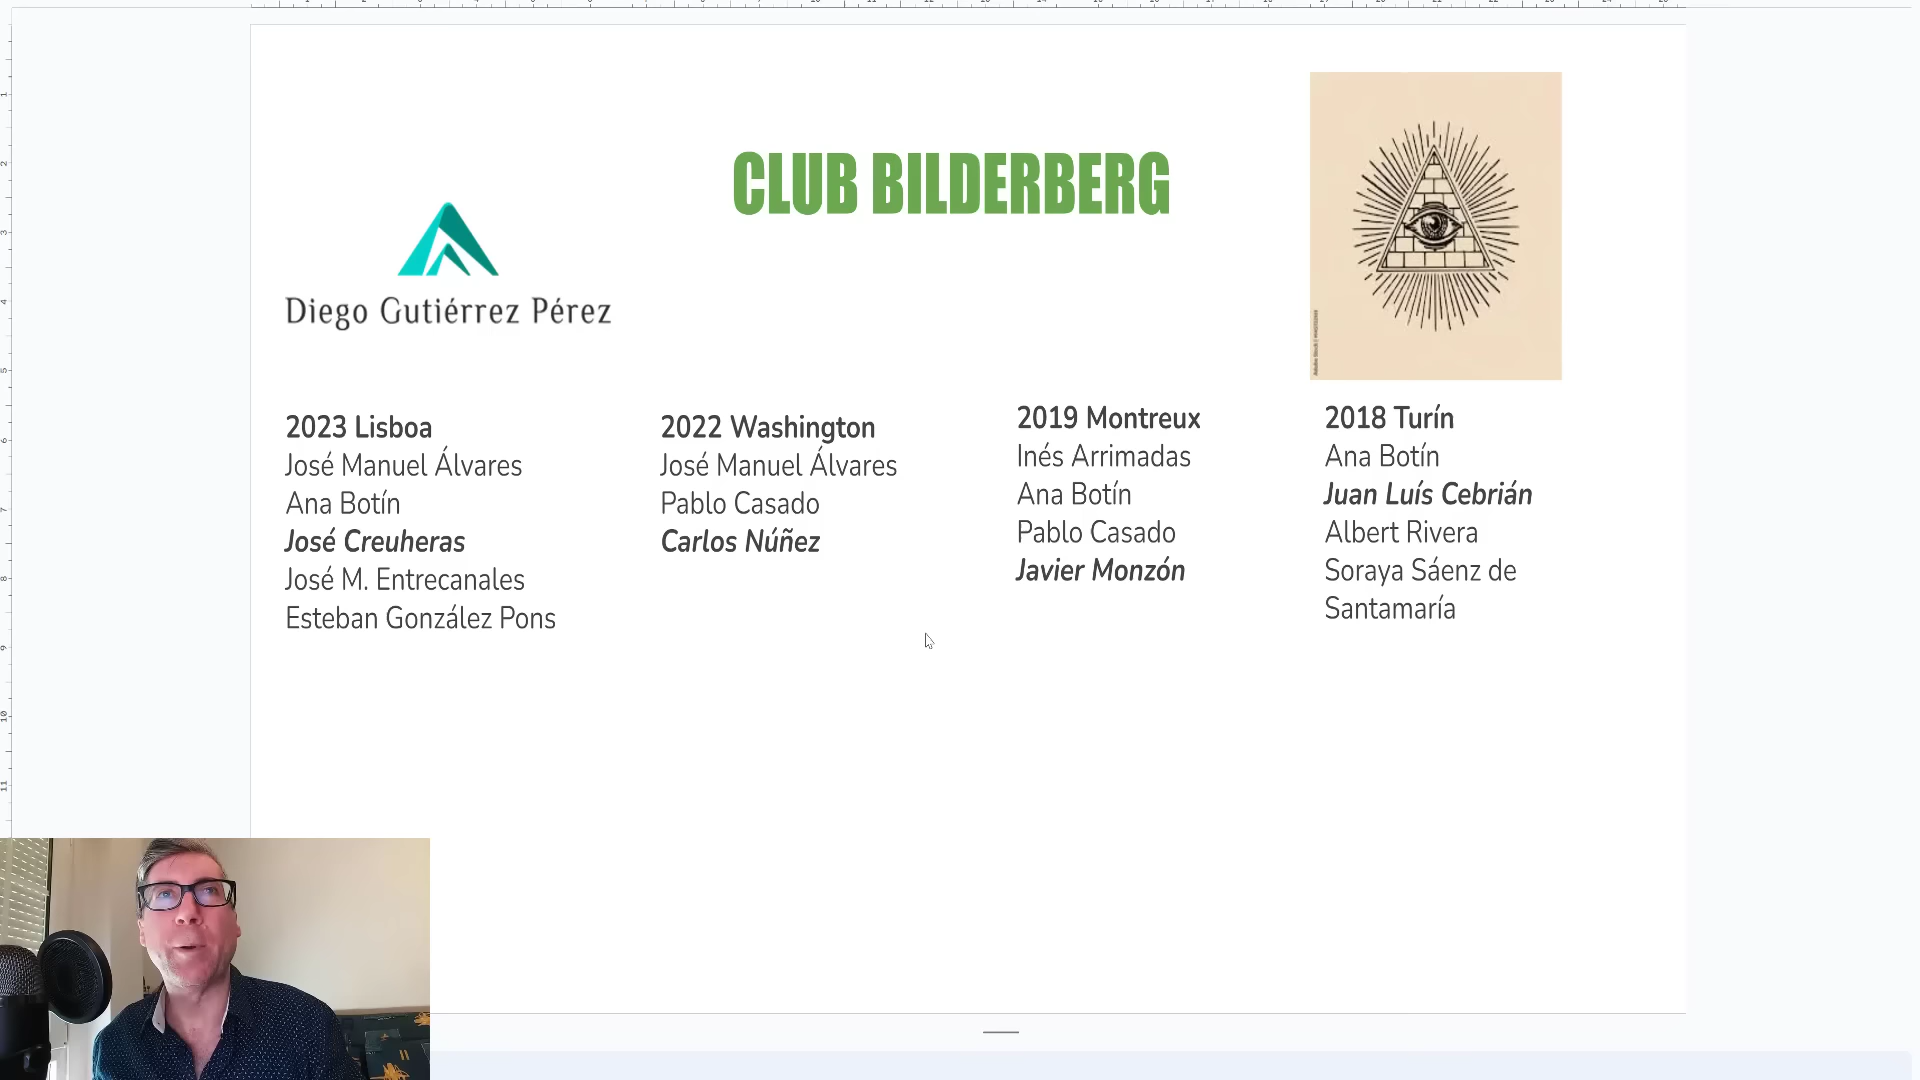 CLUB BILDERBERG
Diego Gutiérrez Pérez
2023 Lisboa
José Manuel Álvares
Ana Botín
José Creuheras
José M. Entrecanales
Esteban González Pons
2022 Washington
José Manuel Álvares
Pablo Casado
Carlos Núñez
2019 Montreux
Inés Arrimadas
Ana Botín
Pablo Casado
Javier Monzón
2018 Turín
Ana Botín
Juan Luís Cebrián
Albert Rivera
Soraya Sáenz de
Santamaría